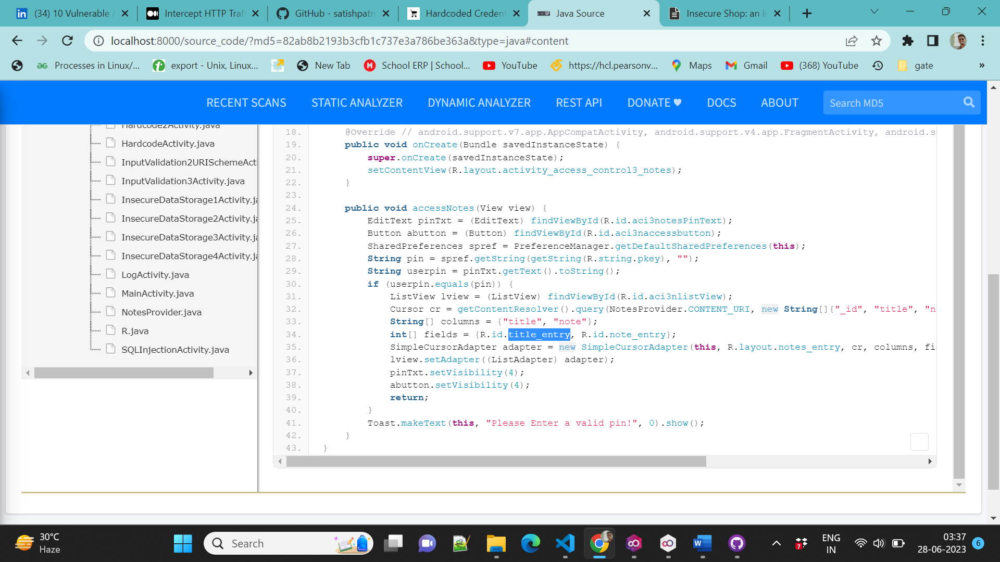 (34) 10 Vulnerable A
Intercept HTTP Traf
GitHub - satishpatn
Hardcoded Credent
Java Source
Insecure Shop: an i
localhost:8000/source_code/?md5=82ab8b2193b3cfb1c737e3a786be363a&type=java#content
Processes in Linux/...
export - Unix, Linux...
New Tab
School ERP | School...
YouTube
https://hcl.pearsonv...
Maps
Gmail
(368) YouTube
gate
»
RECENT SCANS
STATIC ANALYZER
DYNAMIC ANALYZER
REST API
DONATE ♥
DOCS
ABOUT
Search MD5
Hardcode2Activity.java
HardcodeActivity.java
InputValidation2URISchemeAct
InputValidation3Activity.java
InsecureDataStorage1Activity.ja
InsecureDataStorage2Activity.ja
InsecureDataStorage3Activity.ja
InsecureDataStorage4Activity.ja
LogActivity.java
MainActivity.java
NotesProvider.java
R.java
SQLInjectionActivity.java
18. @Override // android.support.v7.app.AppCompatActivity, android.support.v4.app.FragmentActivity, android.s
19. public void onCreate(Bundle savedInstanceState) {
20. super.onCreate(savedInstanceState);
21. setContentView(R.layout.activity_access_control3_notes);
22. }
23.
24. public void accessNotes(View view) {
25. EditText pinTxt = (EditText) findViewById(R.id.aci3notesPinText);
26. Button abutton = (Button) findViewById(R.id.aci3naccessbutton);
27. SharedPreferences spref = PreferenceManager.getDefaultSharedPreferences(this);
28. String pin = spref.getString(getString(R.string.pkey), "");
29. String userpin = pinTxt.getText().toString();
30. if (userpin.equals(pin)) {
31. ListView lview = (ListView) findViewById(R.id.aci3nlistView);
32. Cursor cr = getContentResolver().query(NotesProvider.CONTENT_URI, new String[]{"_id", "title", "n
33. String[] columns = {"title", "note"};
34. int[] fields = {R.id.title_entry, R.id.note_entry};
35. SimpleCursorAdapter adapter = new SimpleCursorAdapter(this, R.layout.notes_entry, cr, columns, fi
36. lview.setAdapter((ListAdapter) adapter);
37. pinTxt.setVisibility(4);
38. abutton.setVisibility(4);
39. return;
40. }
41. Toast.makeText(this, "Please Enter a valid pin!", 0).show();
42. }
43. }
30°C
Haze
Search
7
ENG
IN
03:37
28-06-2023
6